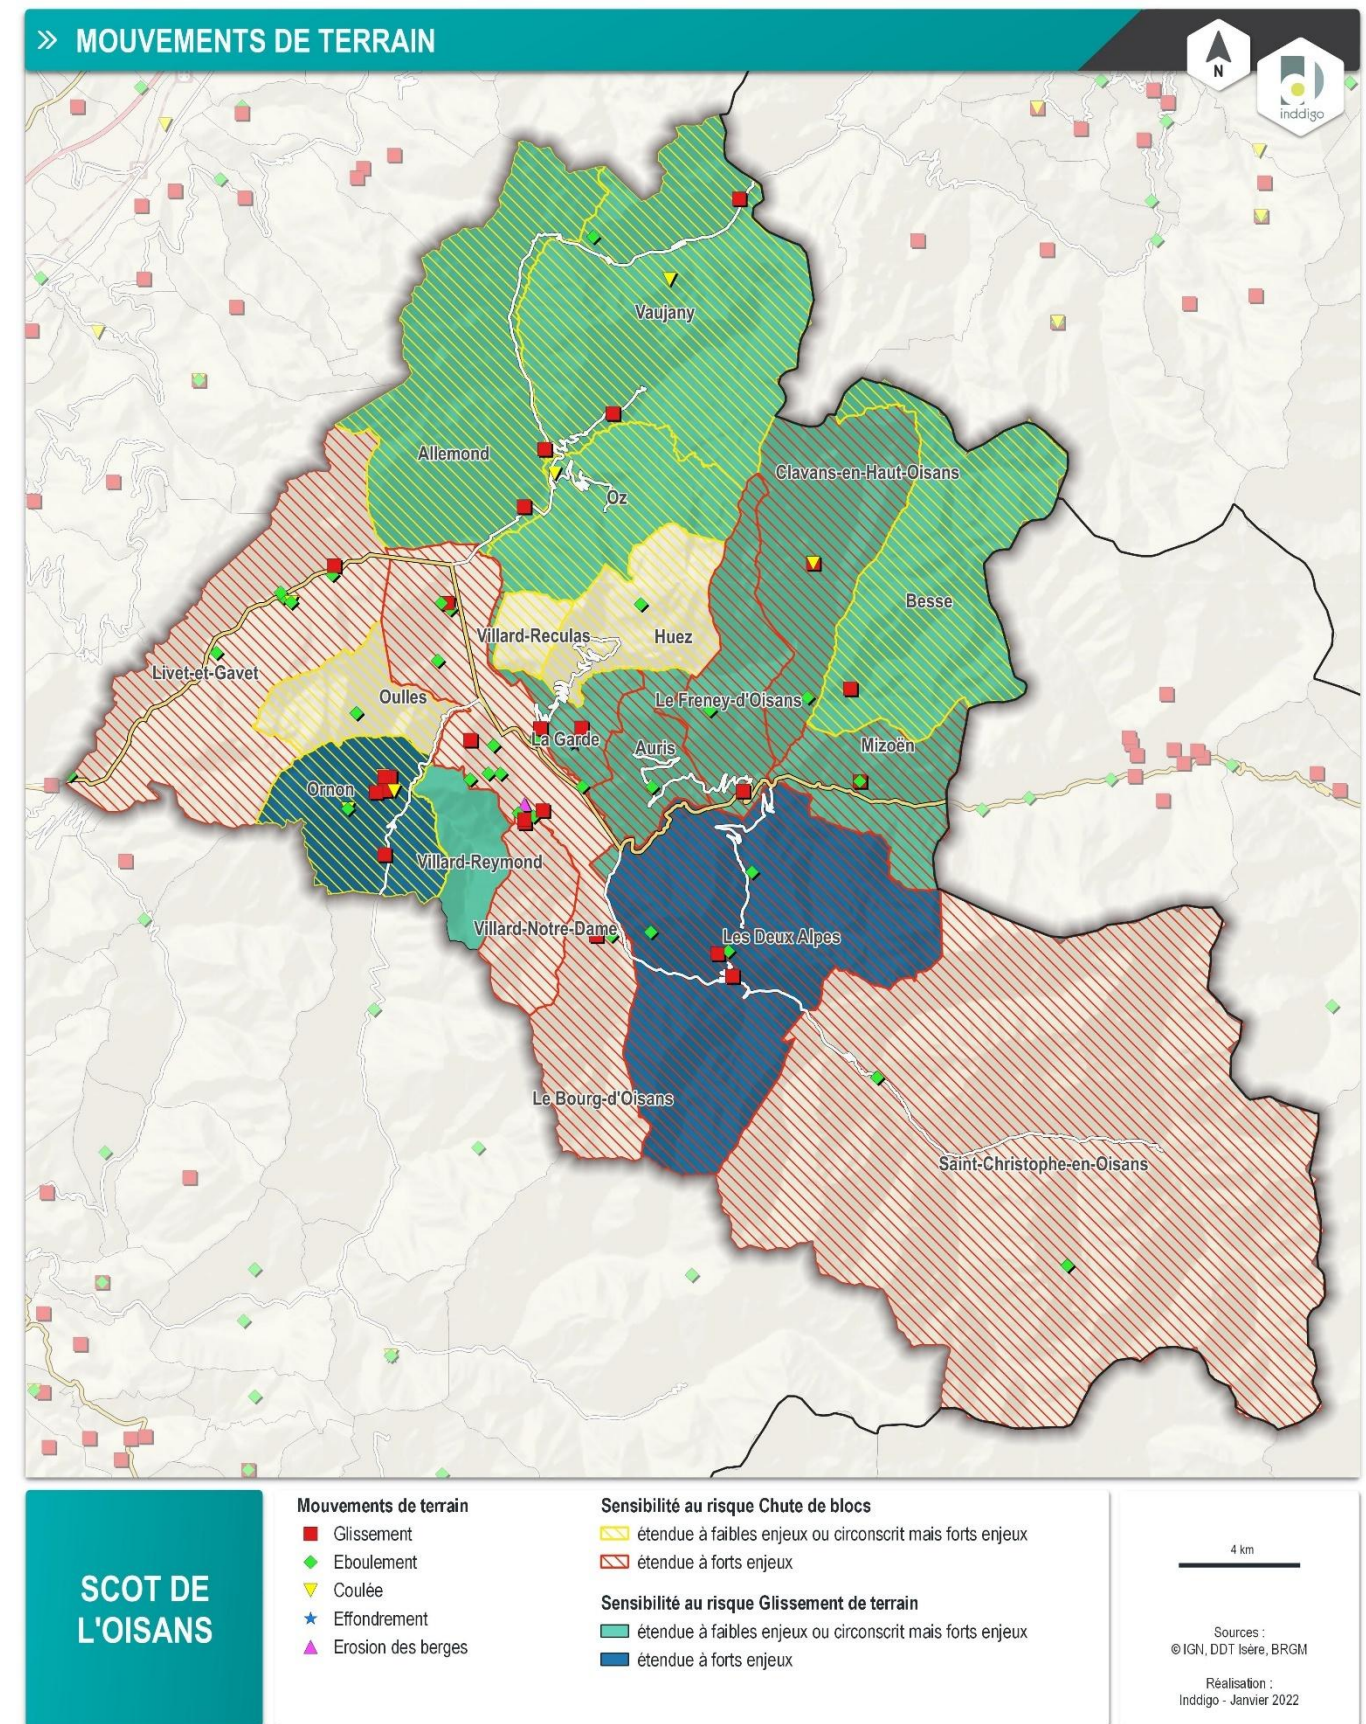 MOUVEMENTS DE TERRAIN
N
inddigo
Vaujany
Allemond
Clavans-en-Haut-Oisans
Oz
Besse
Villard-Reculas
Huez
Livet-et-Gavet
Oulles
Le Freney-d'Oisans
La Garde
Auris
Mizoën
Ornon
Villard-Reymond
Villard-Notre-Dame
Les Deux Alpes
Le Bourg-d'Oisans
Saint-Christophe-en-Oisans
SCOT DE
L'OISANS
Mouvements de terrain
Glissement
Eboulement
Coulée
Effondrement
Erosion des berges
Sensibilité au risque Chute de blocs
étendue à faibles enjeux ou circonscrit mais forts enjeux
étendue à forts enjeux
Sensibilité au risque Glissement de terrain
étendue à faibles enjeux ou circonscrit mais forts enjeux
étendue à forts enjeux
4 km
Sources :
© IGN, DDT Isère, BRGM
Réalisation :
Inddigo - Janvier 2022